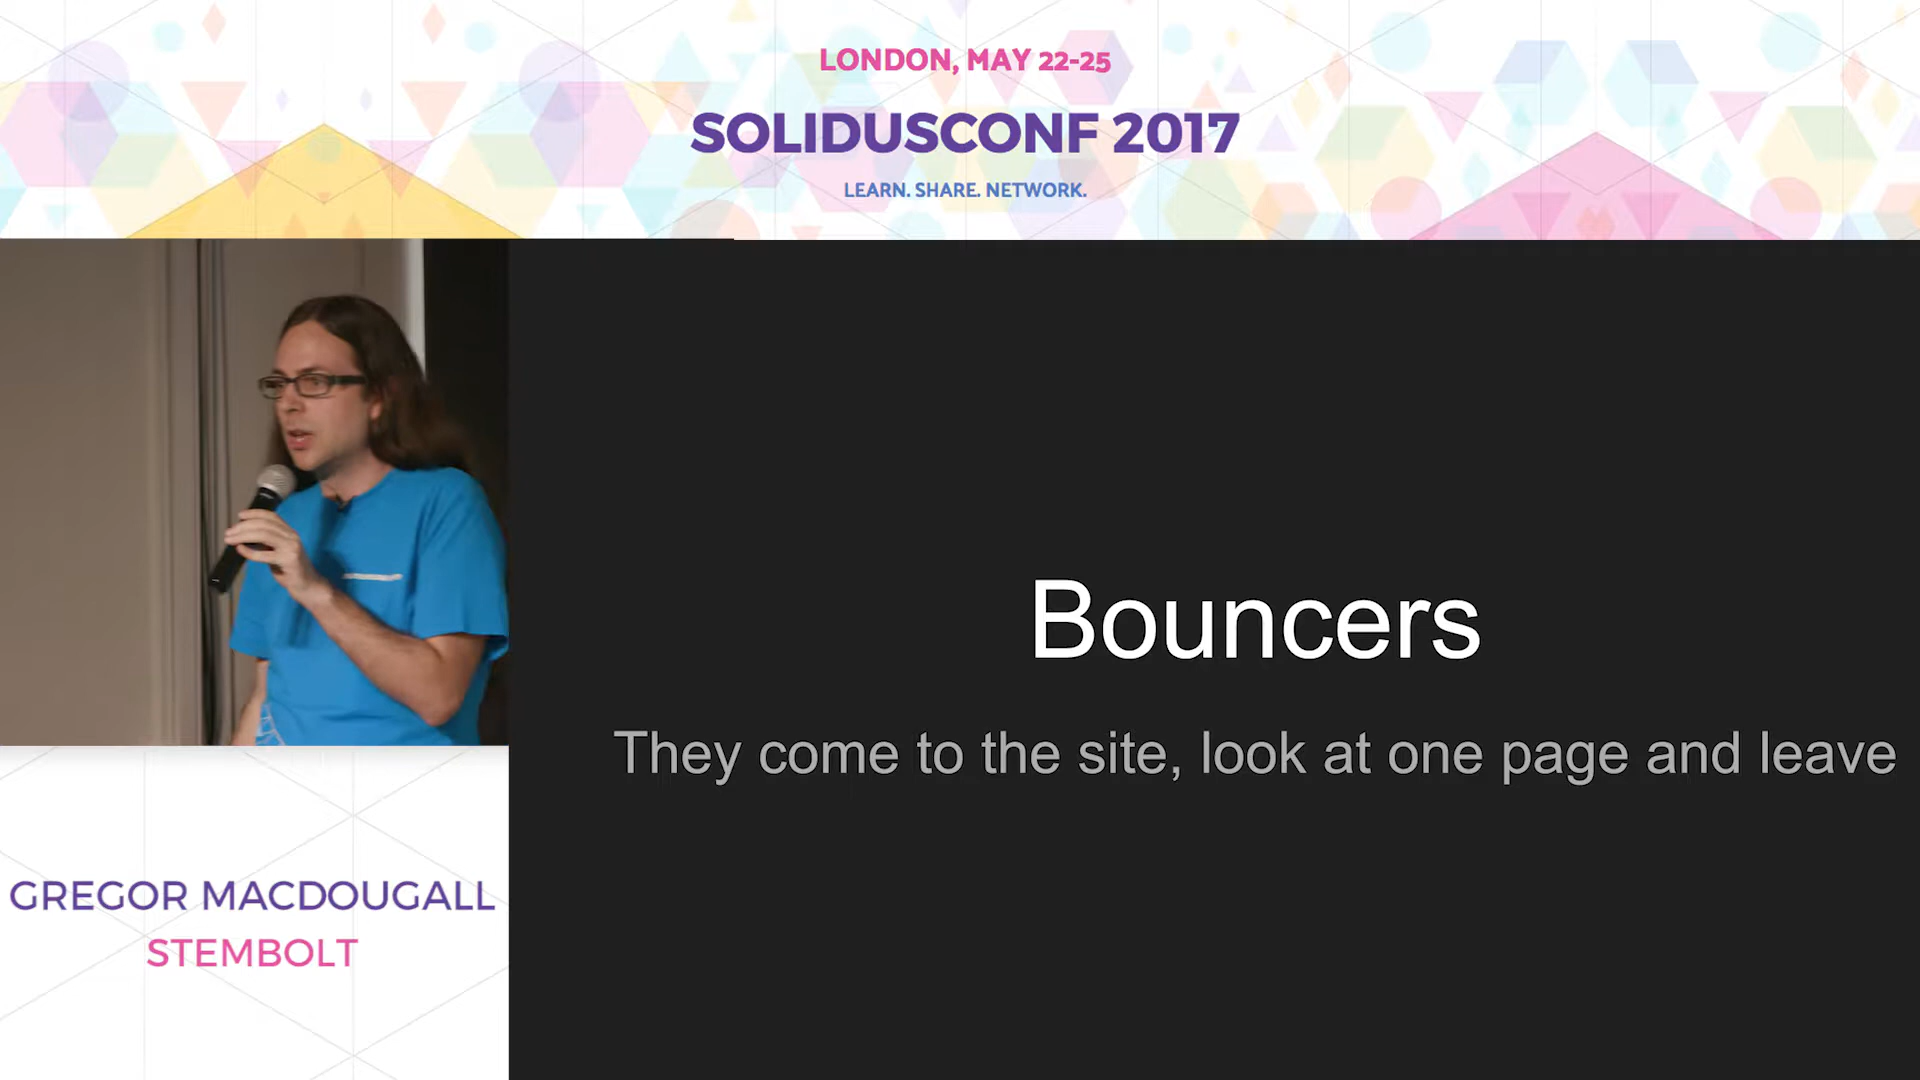 LONDON, MAY 22-25
SOLIDUSCONF 2017
LEARN. SHARE. NETWORK.
Bouncers
They come to the site, look at one page and leave
GREGOR MACDOUGALL
STEMBOLT